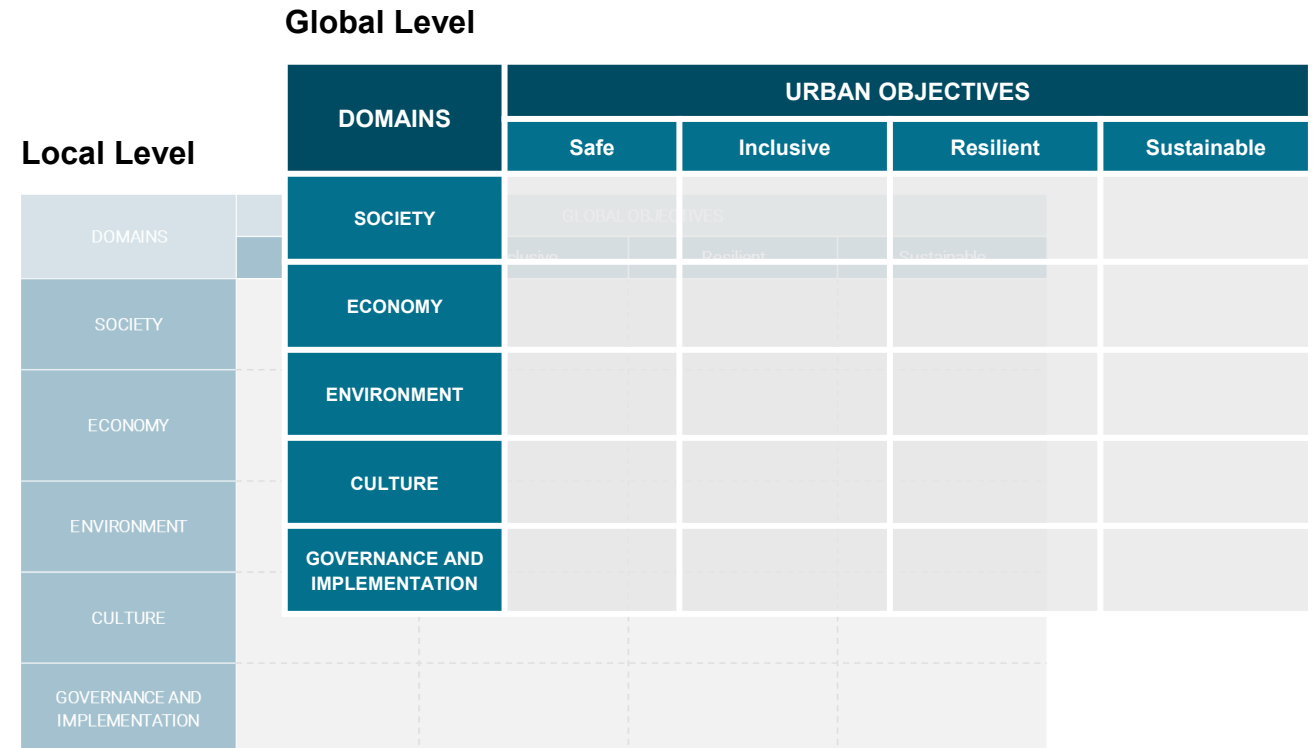 Global Level
DOMAINS
URBAN OBJECTIVES
Safe
Inclusive
Resilient
Sustainable
SOCIETY
ECONOMY
ENVIRONMENT
CULTURE
GOVERNANCE AND
IMPLEMENTATION
Local Level
DOMAINS
GLOBAL OBJECTIVES
clusive
Resilient
Sustainable
SOCIETY
ECONOMY
ENVIRONMENT
CULTURE
GOVERNANCE AND
IMPLEMENTATION